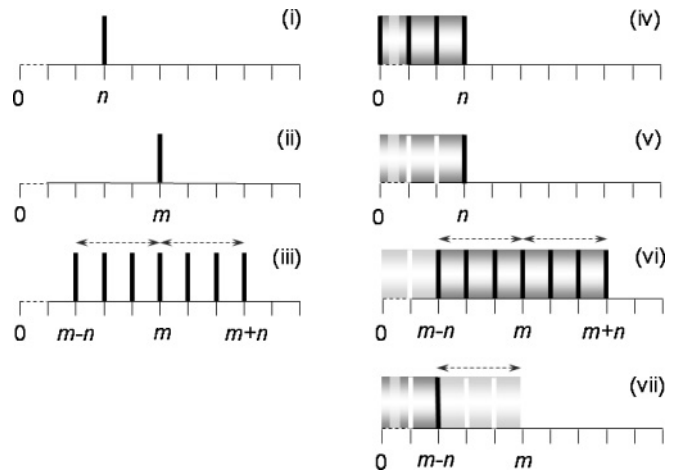 (i)
0 n
(ii)
0 m
(iii)
0 m-n m m+n
(iv)
0 n
(v)
0 n
(vi)
0 m-n m m+n
(vii)
0 m-n m